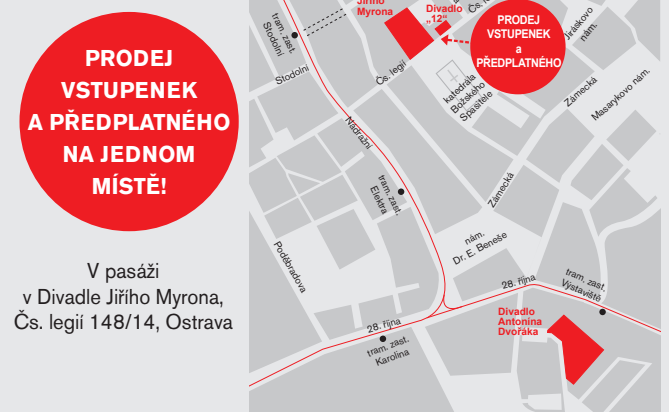 PRODEJ
VSTUPENEK
A PŘEDPLATNÉHO
NA JEDNOM
MÍSTĚ!
V pasáži
v Divadle Jiřího Myrona,
Čs. legií 148/14, Ostrava
Jiřího
Myrona
Divadlo
„12“
PRODEJ
VSTUPENEK
a
PŘEDPLATNÉHO
tram. zast.
Stodolní
Stodolní
Čs. legií
katedrála
Božského
Spasitele
Jiráskovo
nám.
Zámecká
Masarykovo nám.
Nádražní
tram. zast.
Elektra
Zámecká
nám.
Dr. E. Beneše
Poděbradova
28. října
tram. zast.
Výstaviště
28. října
tram. zast.
Karolina
Divadlo
Antonína
Dvořáka